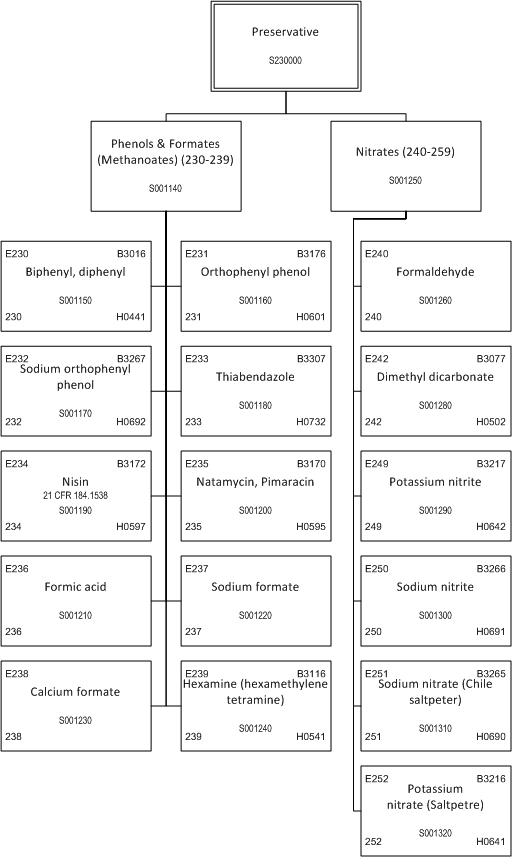 Preservative
S230000
Phenols & Formates
(Methanoates) (230-239)
S001140
Nitrates (240-259)
S001250
E230 B3016
Biphenyl, diphenyl
S001150
230 H0441
E231 B3176
Orthophenyl phenol
S001160
231 H0601
E240
Formaldehyde
S001260
240
E232 B3267
Sodium orthophenyl
phenol
S001170
232 H0692
E233 B3307
Thiabendazole
S001180
233 H0732
E242 B3077
Dimethyl dicarbonate
S001280
242 H0502
E234 B3172
Nisin
21 CFR 184.1538
S001190
234 H0597
E235 B3170
Natamycin, Pimaracin
S001200
235 H0595
E249 B3217
Potassium nitrite
S001290
249 H0642
E236
Formic acid
S001210
236
E237
Sodium formate
S001220
237
E250 B3266
Sodium nitrite
S001300
250 H0691
E238
Calcium formate
S001230
238
E239 B3116
Hexamine (hexamethylene
tetramine)
S001240
239 H0541
E251 B3265
Sodium nitrate (Chile
saltpeter)
S001310
251 H0690
E252 B3216
Potassium
nitrate (Saltpetre)
S001320
252 H0641